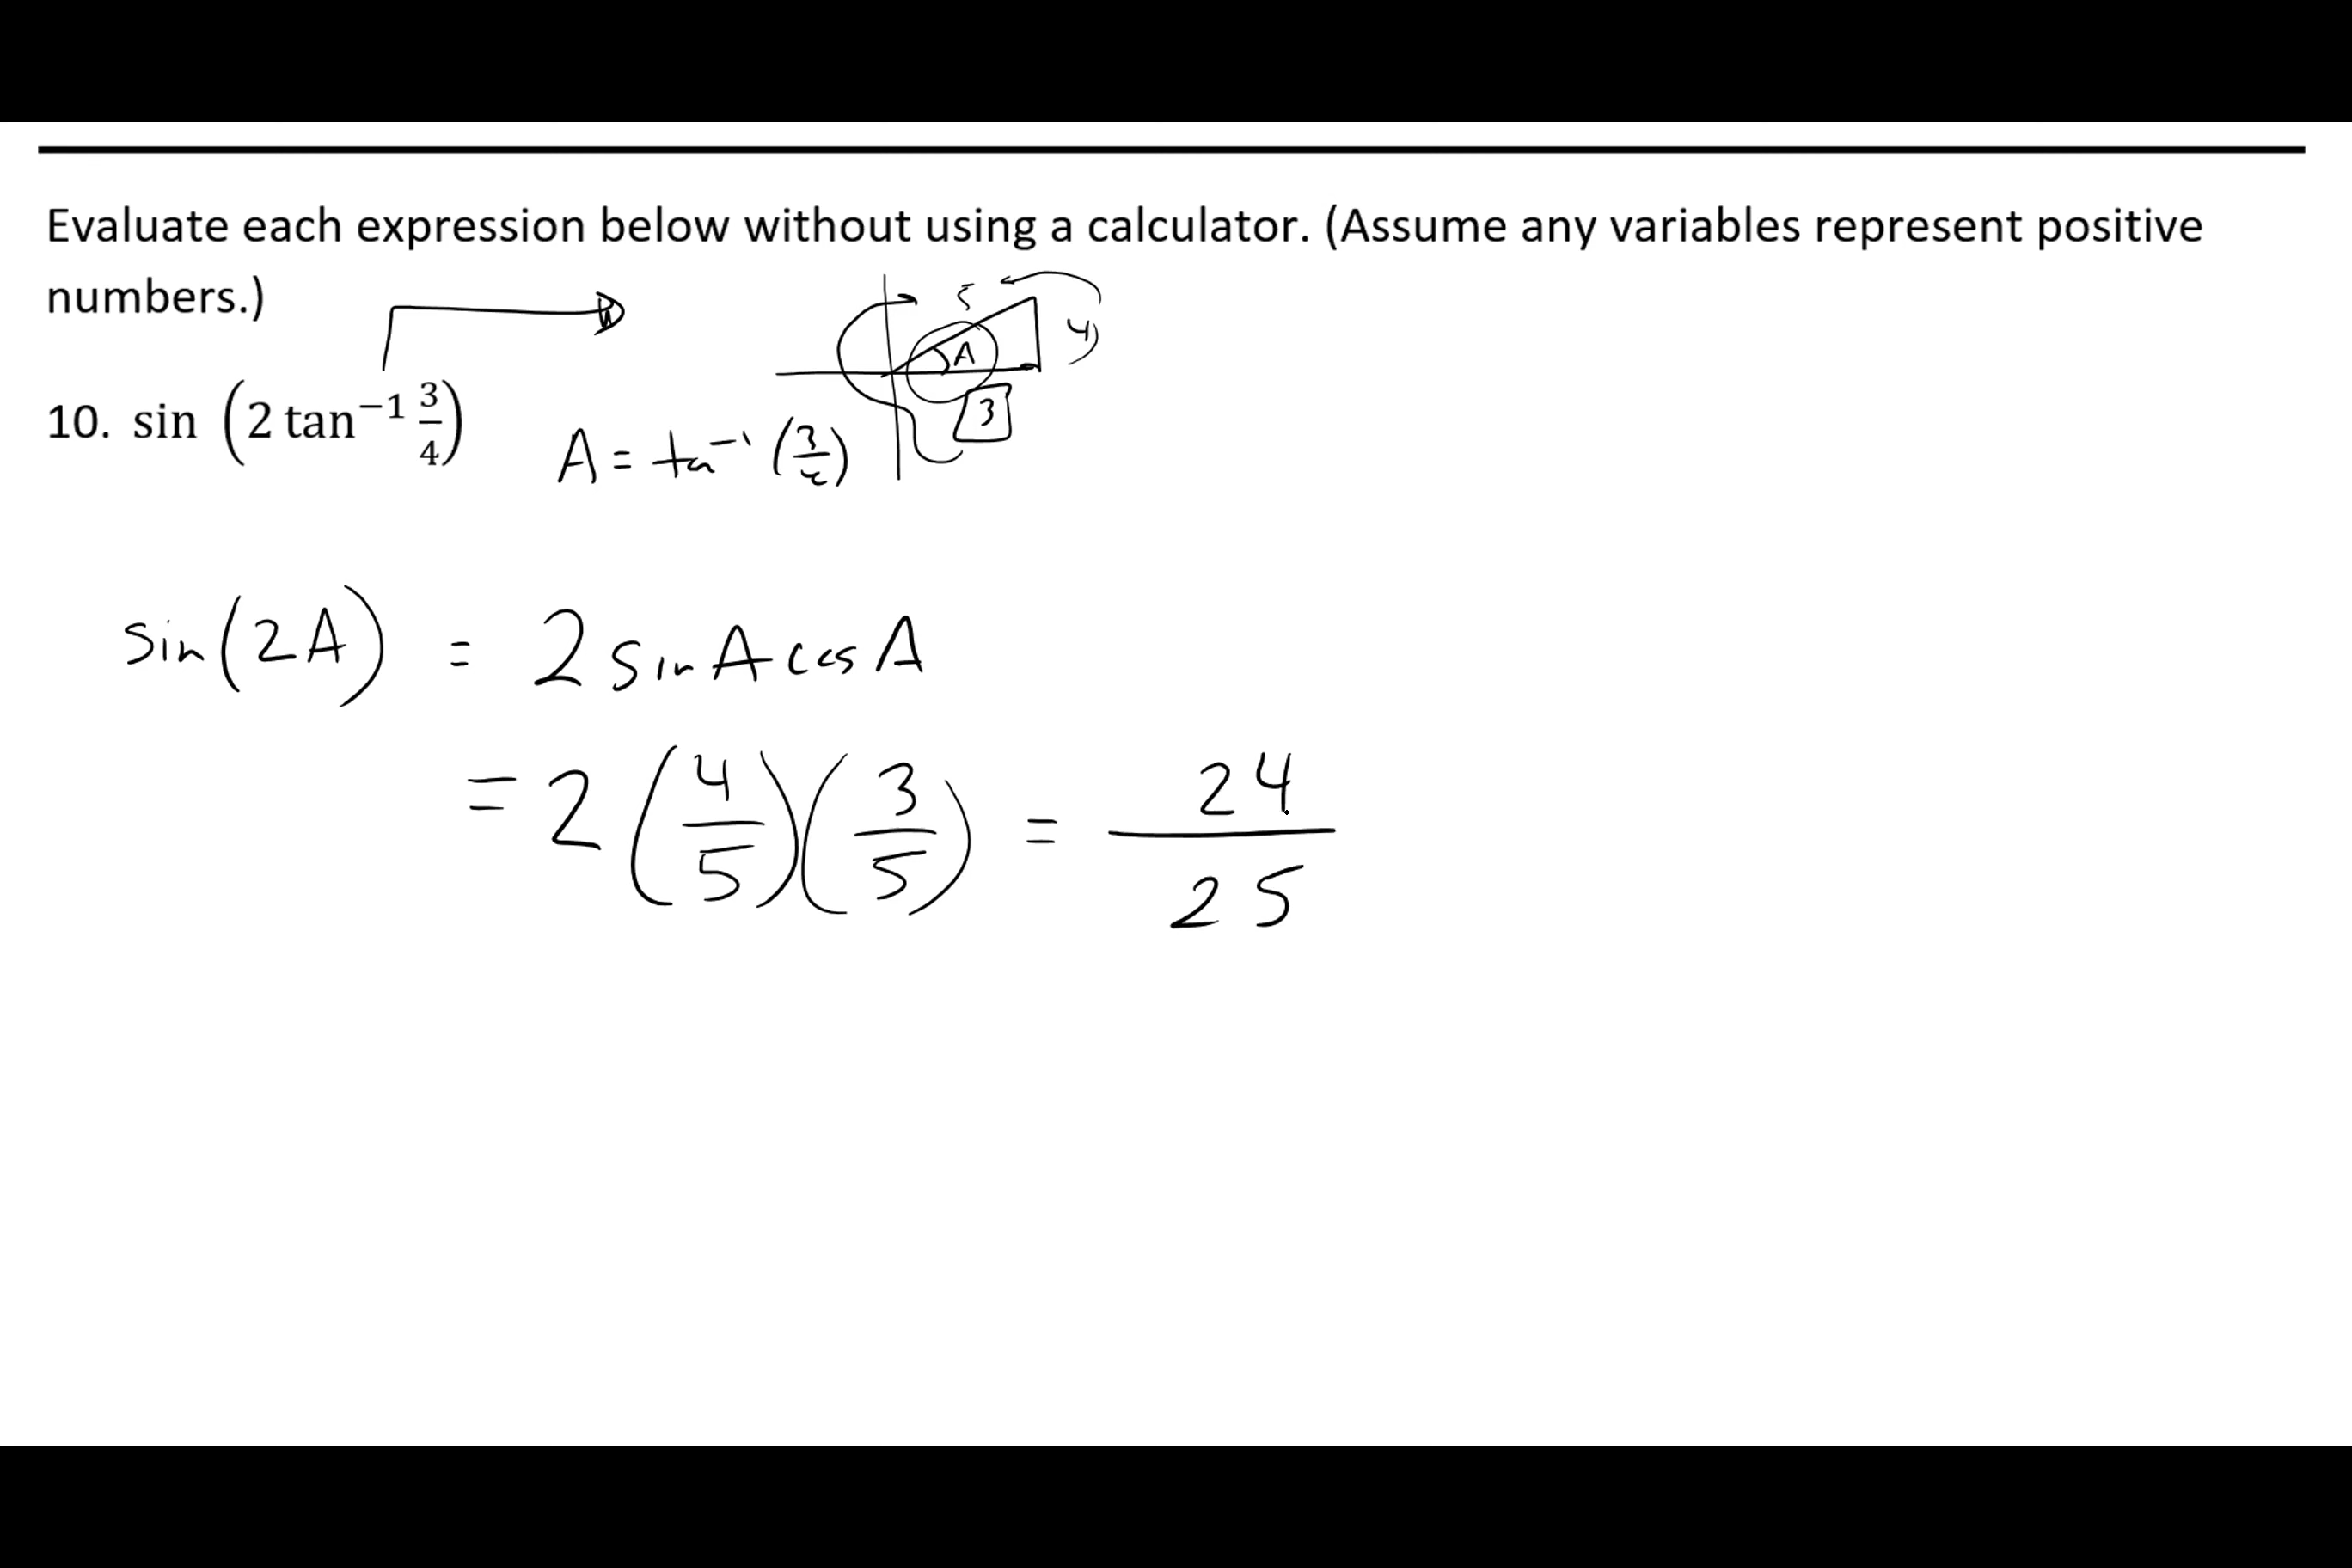 Evaluate each expression below without using a calculator. (Assume any variables represent positive
numbers.)
5
4
A
3
10. sin (2 tan⁻¹ 3/4)
A = tan⁻¹ (3/4)
sin(2A) = 2 sin A cos A
= 2 (4/5)(3/5) = 24/25